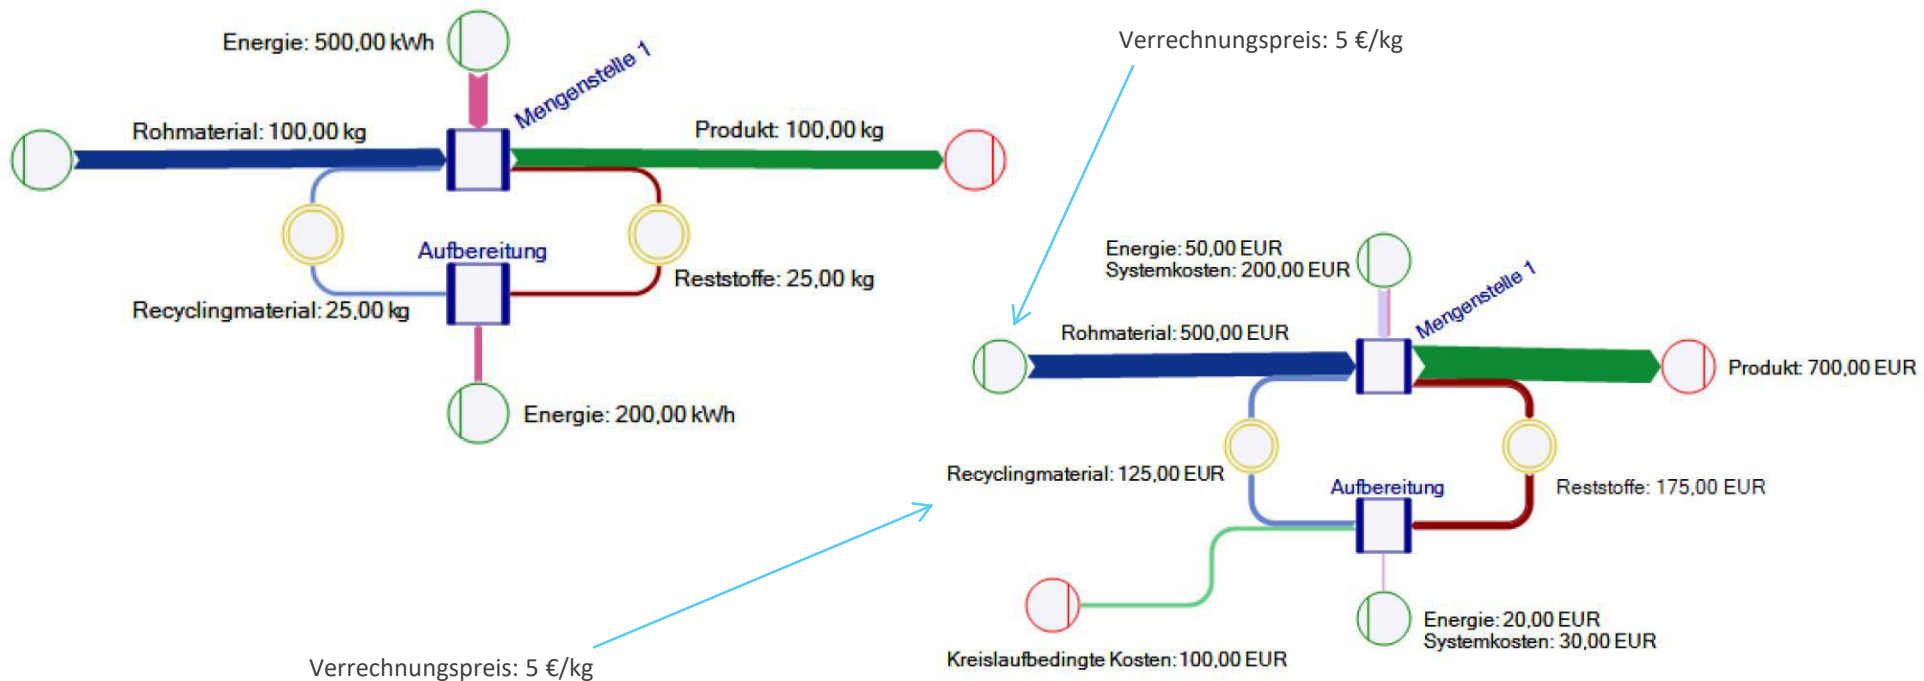 Energie: 500,00 kWh
Mengenstelle 1
Rohmaterial: 100,00 kg
Produkt: 100,00 kg
Aufbereitung
Reststoffe: 25,00 kg
Recyclingmaterial: 25,00 kg
Energie: 200,00 kWh
Verrechnungspreis: 5 €/kg
Energie: 50,00 EUR
Systemkosten: 200,00 EUR
Mengenstelle 1
Rohmaterial: 500,00 EUR
Produkt: 700,00 EUR
Recyclingmaterial: 125,00 EUR
Aufbereitung
Reststoffe: 175,00 EUR
Energie: 20,00 EUR
Systemkosten: 30,00 EUR
Kreislaufbedingte Kosten: 100,00 EUR
Verrechnungspreis: 5 €/kg